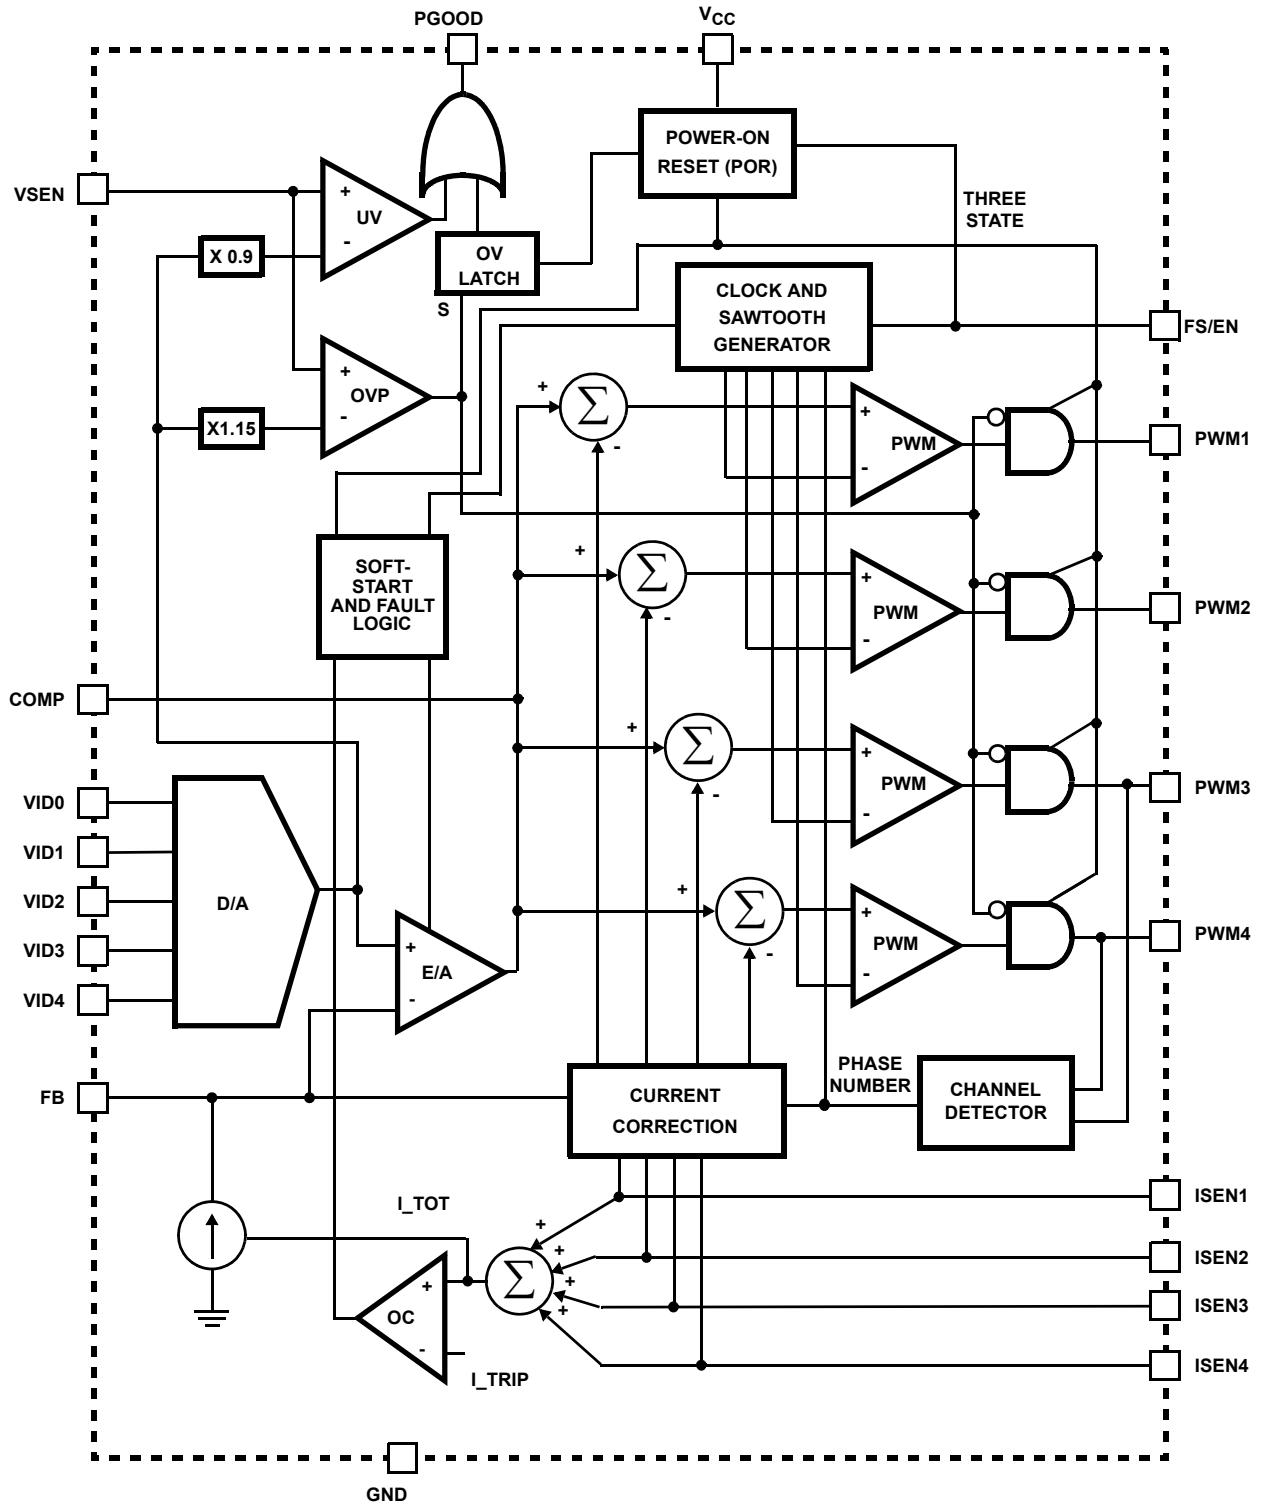 PGOOD
VCC
POWER-ON
RESET (POR)
VSEN
+
UV
-
THREE
STATE
X 0.9
OV
LATCH
S
CLOCK AND
SAWTOOTH
GENERATOR
FS/EN
+
OVP
-
X1.15
+
Σ
-
+
PWM
-
PWM1
SOFT-
START
AND FAULT
LOGIC
+
Σ
-
+
PWM
-
PWM2
COMP
+
Σ
-
+
PWM
-
PWM3
VID0
VID1
VID2
VID3
VID4
D/A
+
E/A
-
+
Σ
-
+
PWM
-
PWM4
FB
CURRENT
CORRECTION
PHASE
NUMBER
CHANNEL
DETECTOR
I_TOT
+
+
+
+
Σ
ISEN1
ISEN2
ISEN3
ISEN4
+
OC
-
I_TRIP
GND